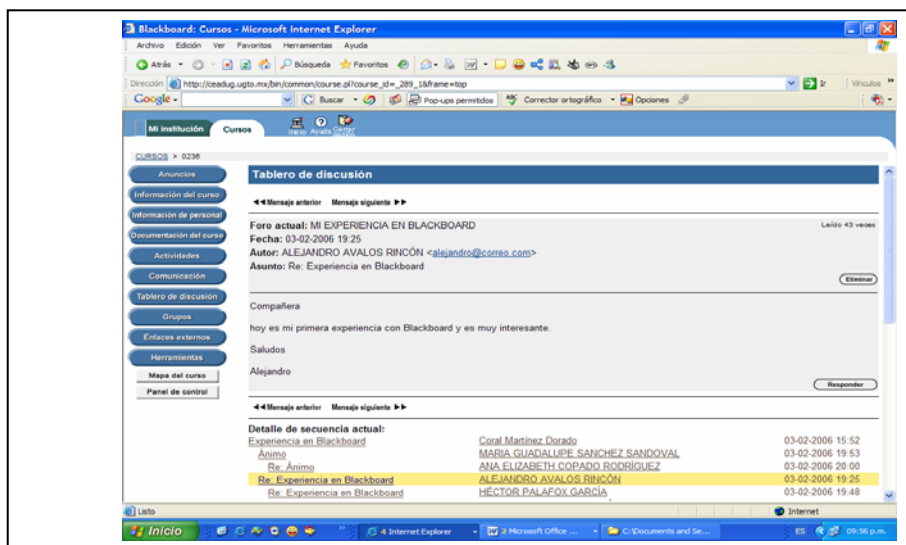 Blackboard: Cursos - Microsoft Internet Explorer
Archivo Edición Ver Favoritos Herramientas Ayuda
Atrás Búsqueda Favoritos
Dirección http://ceadug.ugto.mx/bin/common/course.pl?course_id=_289_1&frame=top Ir Vínculos
Google Buscar Pop-ups permitidos Corrector ortográfico Opciones
Mi institución Cursos Inicio Ayuda Cerrar
CURSOS > 0236
Anuncios
Información del curso
Información de personal
Documentación del curso
Actividades
Comunicación
Tablero de discusión
Grupos
Enlaces externos
Herramientas
Mapa del curso
Panel de control
Tablero de discusión
Mensaje anterior Mensaje siguiente
Foro actual: MI EXPERIENCIA EN BLACKBOARD Leído 43 veces
Fecha: 03-02-2006 19:25
Autor: ALEJANDRO AVALOS RINCÓN <alejandro@correo.com>
Asunto: Re: Experiencia en Blackboard
Eliminar
Compañera
hoy es mi primera experiencia con Blackboard y es muy interesante.
Saludos
Alejandro
Responder
Mensaje anterior Mensaje siguiente
Detalle de secuencia actual:
Experiencia en Blackboard Coral Martínez Dorado 03-02-2006 15:52
Ánimo MARIA GUADALUPE SANCHEZ SANDOVAL 03-02-2006 19:53
Re: Ánimo ANA ELIZABETH COPADO RODRÍGUEZ 03-02-2006 20:00
Re: Experiencia en Blackboard ALEJANDRO AVALOS RINCÓN 03-02-2006 19:25
Re: Experiencia en Blackboard HÉCTOR PALAFOX GARCÍA 03-02-2006 19:48
Listo Internet
Inicio 4 Internet Explorer 2 Microsoft Office ... C:\Documents and Se... ES 09:56 p.m.